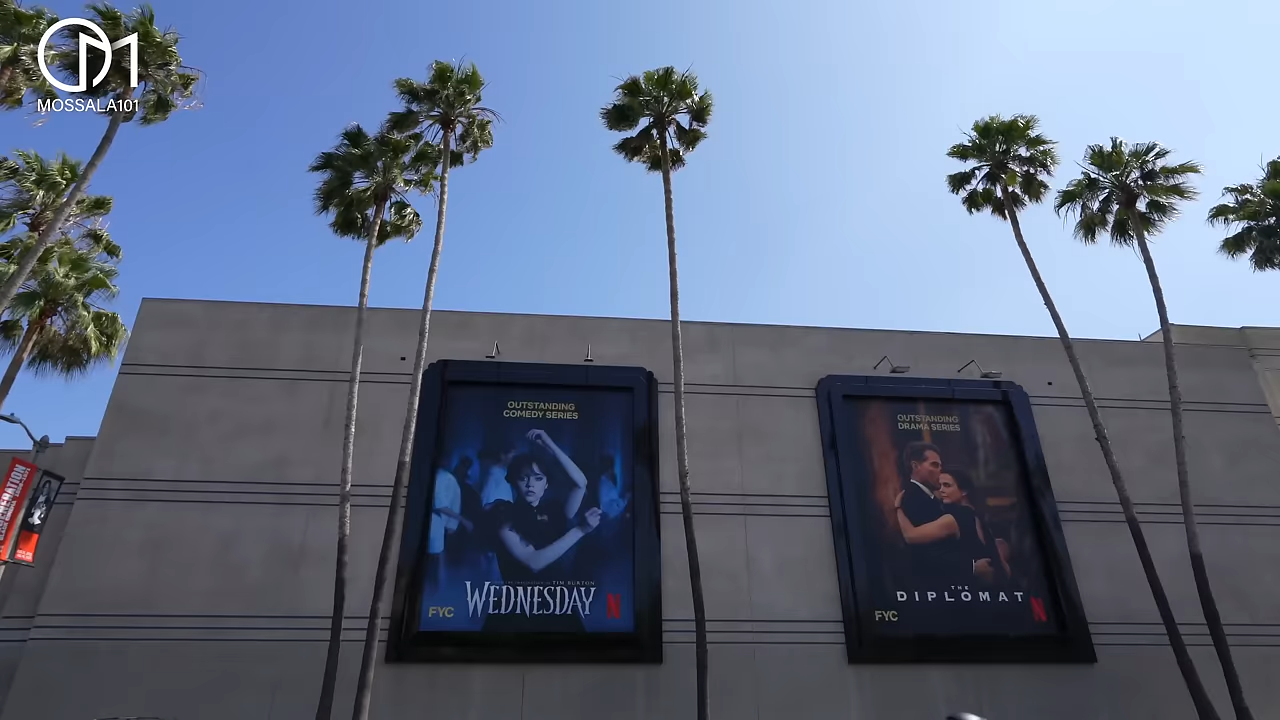 MOSSALA101
OUTSTANDING
COMEDY SERIES
TIM BURTON
WEDNESDAY
FYC
N
OUTSTANDING
DRAMA SERIES
THE
DIPLOMAT
FYC
N